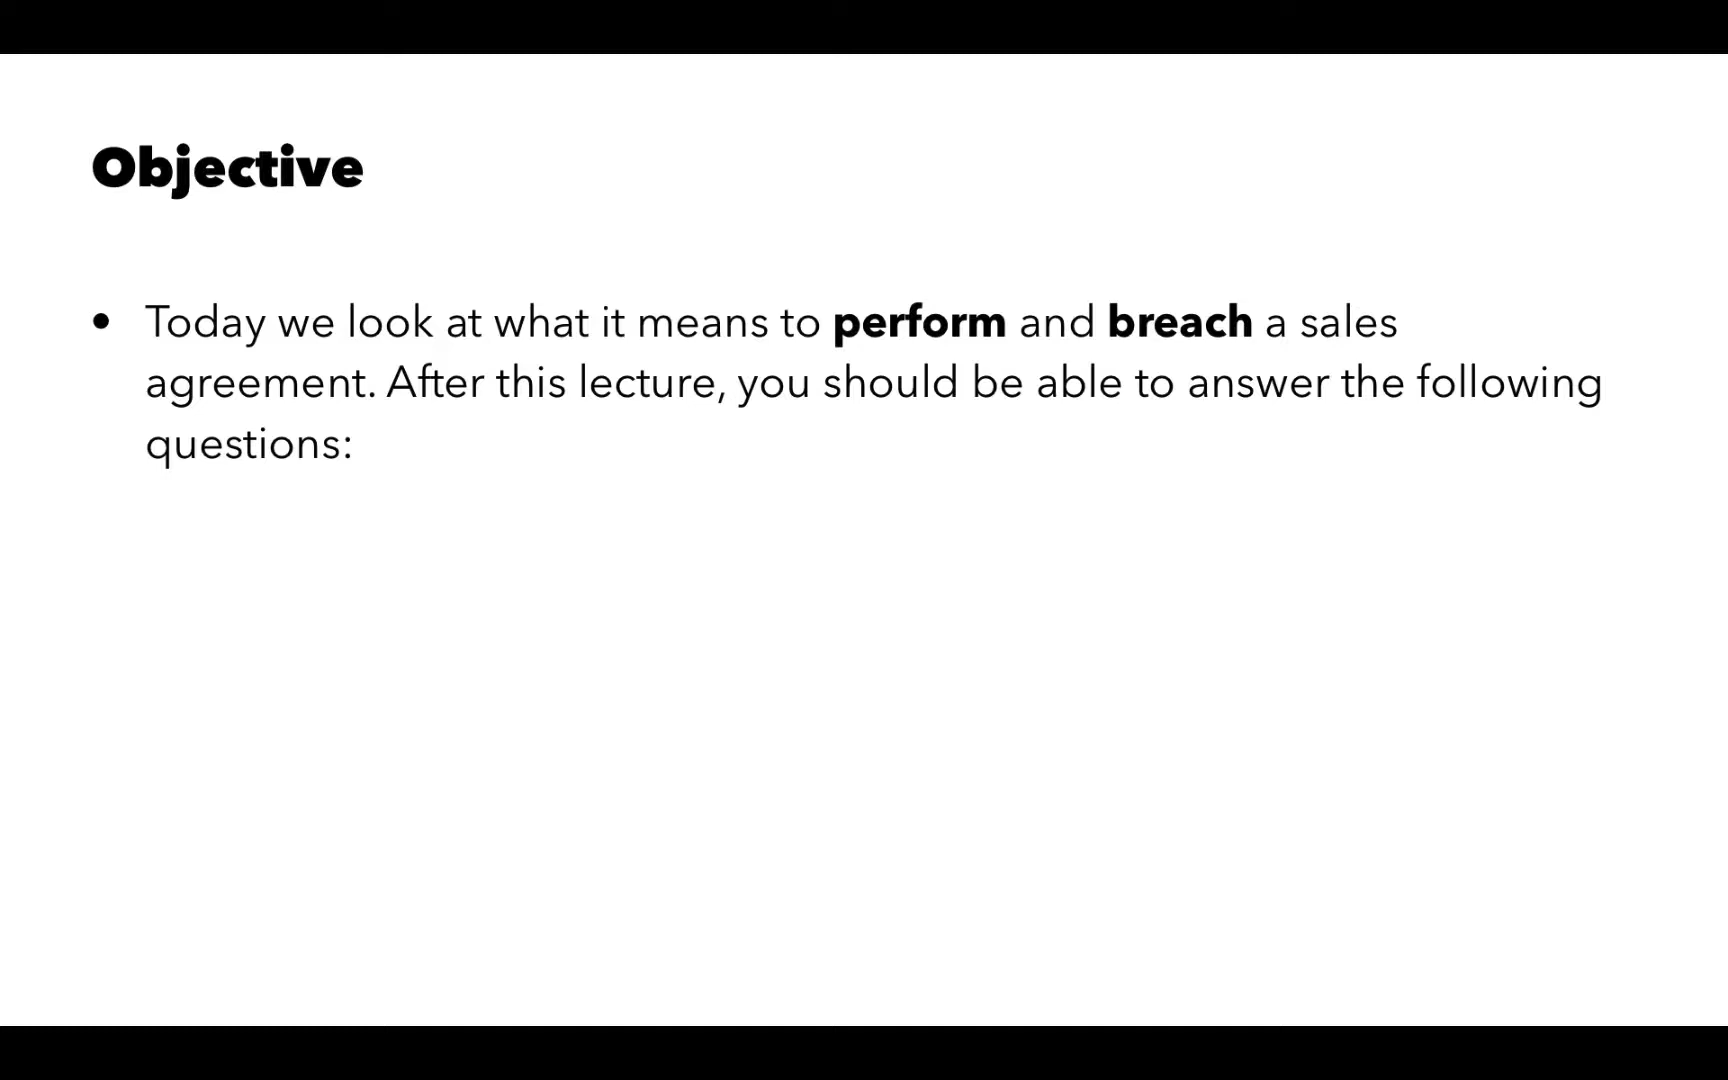 Objective
• Today we look at what it means to perform and breach a sales
agreement. After this lecture, you should be able to answer the following
questions: